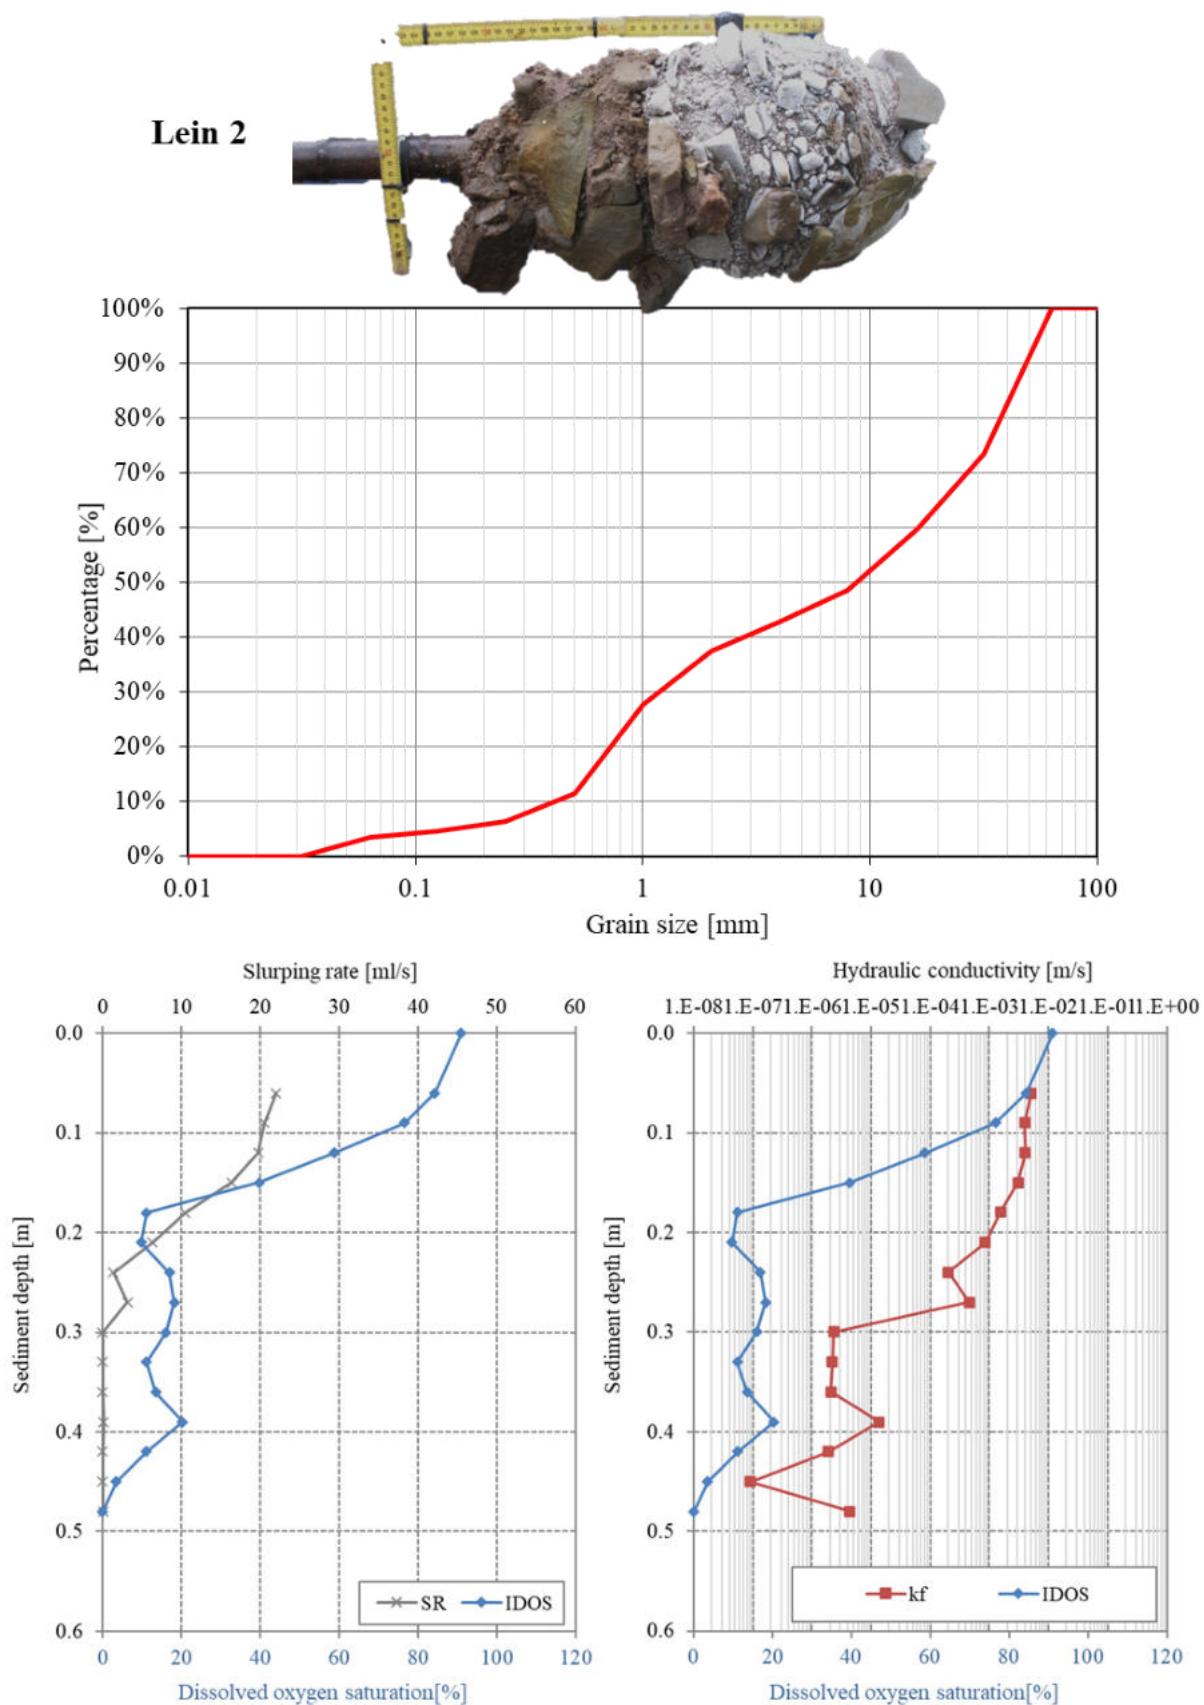 Lein 2
100%
90%
80%
70%
60%
50%
40%
30%
20%
10%
0%
Percentage [%]
0.01 0.1 1 10 100
Grain size [mm]
Slurping rate [ml/s]
0 10 20 30 40 50 60
0.0
0.1
0.2
0.3
0.4
0.5
0.6
Sediment depth [m]
SR IDOS
0 20 40 60 80 100 120
Dissolved oxygen saturation[%]
Hydraulic conductivity [m/s]
1.E-081.E-071.E-061.E-051.E-041.E-031.E-021.E-011.E+00
0.0
0.1
0.2
0.3
0.4
0.5
0.6
Sediment depth [m]
kf IDOS
0 20 40 60 80 100 120
Dissolved oxygen saturation[%]